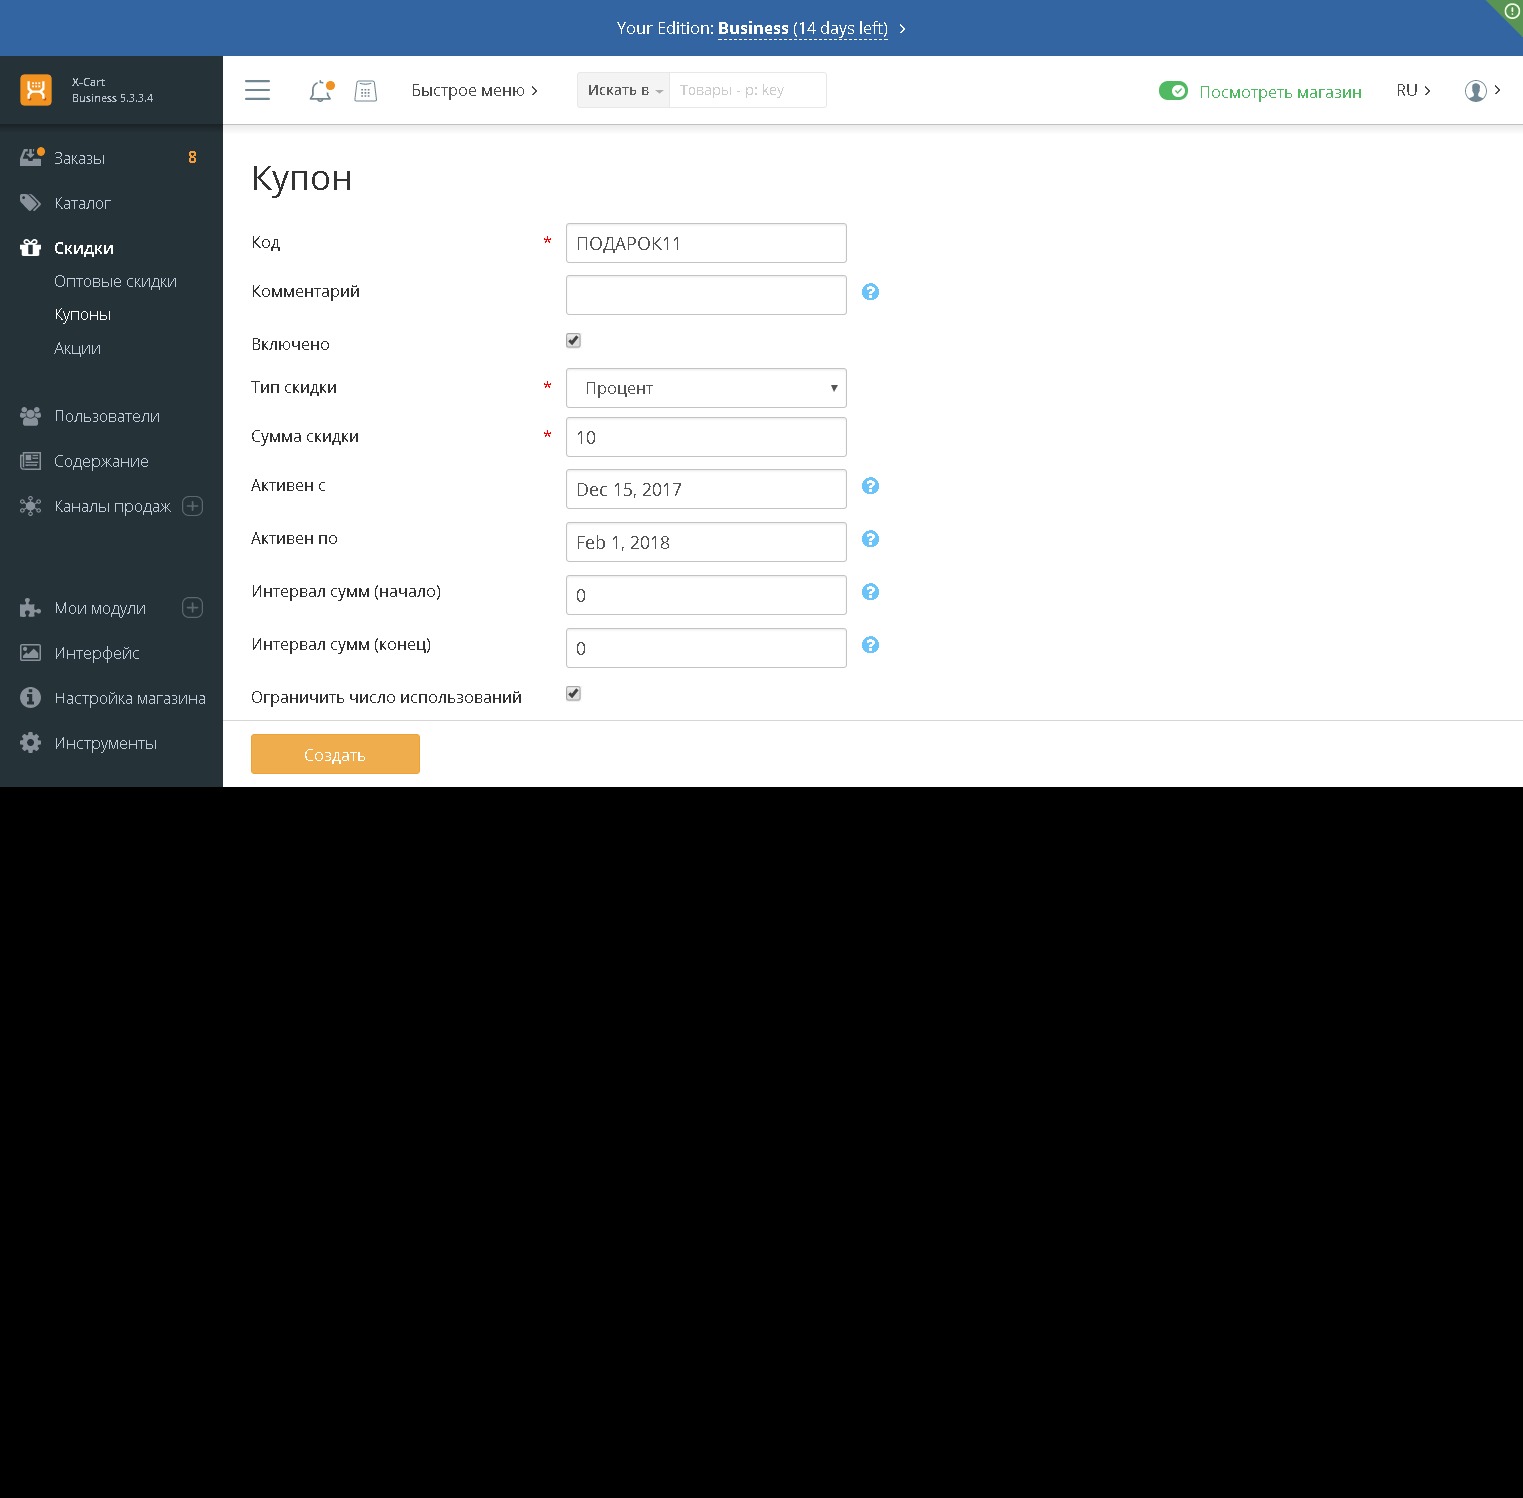 Your Edition: Business (14 days left)
X-Cart
Business 5.3.3.4
Быстрое меню
Искать в
Товары - p: key
Посмотреть магазин
RU
Заказы 8
Каталог
Скидки
Оптовые скидки
Купоны
Акции
Пользователи
Содержание
Каналы продаж
Мои модули
Интерфейс
Настройка магазина
Инструменты
Купон
Код * ПОДАРОК11
Комментарий
Включено
Тип скидки * Процент
Сумма скидки * 10
Активен с Dec 15, 2017
Активен по Feb 1, 2018
Интервал сумм (начало) 0
Интервал сумм (конец) 0
Ограничить число использований
Создать